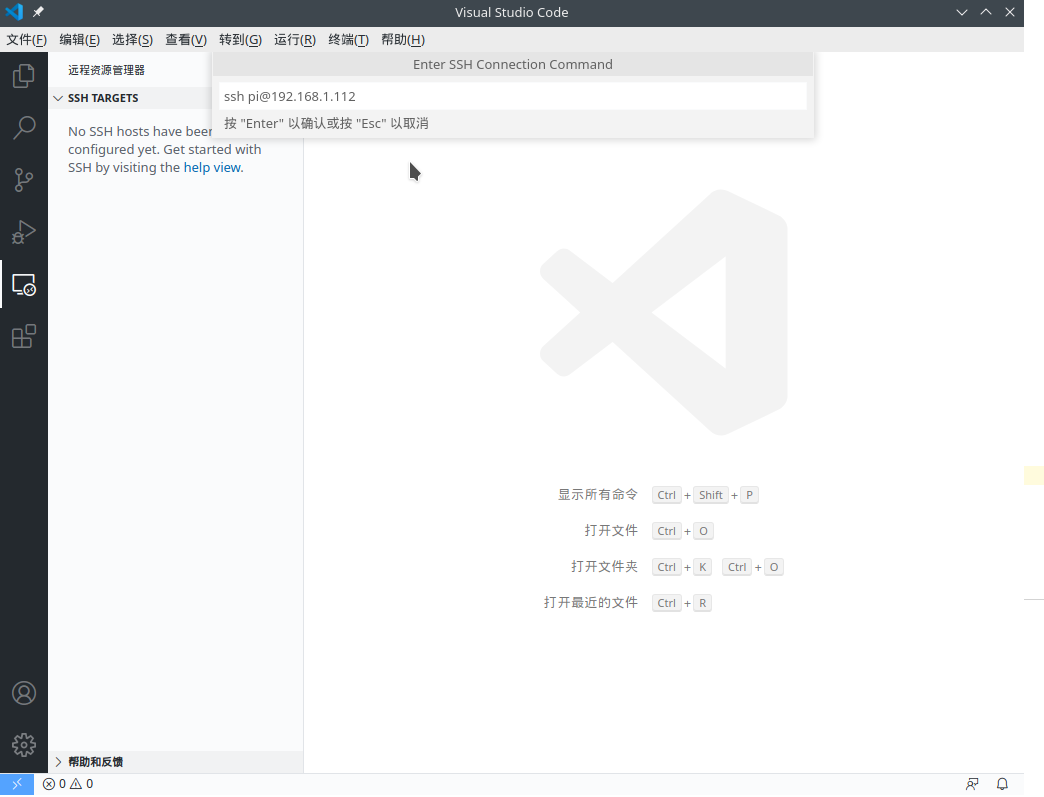 Visual Studio Code
文件(F) 编辑(E) 选择(S) 查看(V) 转到(G) 运行(R) 终端(T) 帮助(H)
远程资源管理器
Enter SSH Connection Command
SSH TARGETS
ssh pi@192.168.1.112
按 "Enter" 以确认或按 "Esc" 以取消
No SSH hosts have been
configured yet. Get started with
SSH by visiting the help view.
显示所有命令 Ctrl + Shift + P
打开文件 Ctrl + O
打开文件夹 Ctrl + K Ctrl + O
打开最近的文件 Ctrl + R
帮助和反馈
0 0